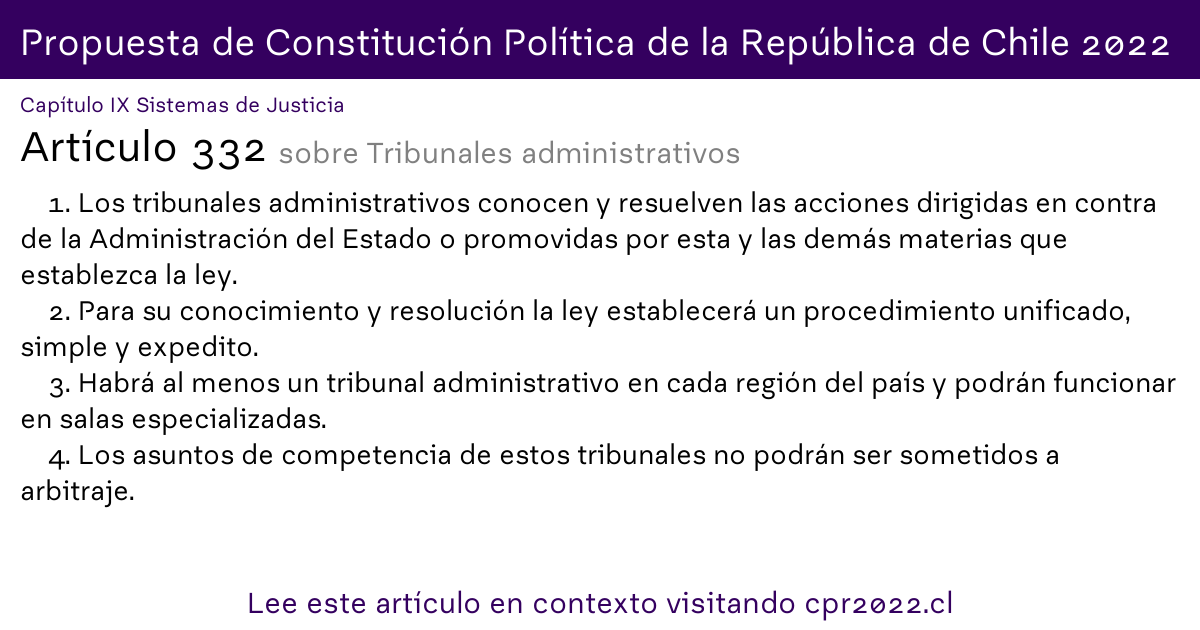 Propuesta de Constitución Política de la República de Chile 2022
Capítulo IX Sistemas de Justicia
Artículo 332 sobre Tribunales administrativos
1. Los tribunales administrativos conocen y resuelven las acciones dirigidas en contra
de la Administración del Estado o promovidas por esta y las demás materias que
establezca la ley.
2. Para su conocimiento y resolución la ley establecerá un procedimiento unificado,
simple y expedito.
3. Habrá al menos un tribunal administrativo en cada región del país y podrán funcionar
en salas especializadas.
4. Los asuntos de competencia de estos tribunales no podrán ser sometidos a
arbitraje.
Lee este artículo en contexto visitando cpr2022.cl